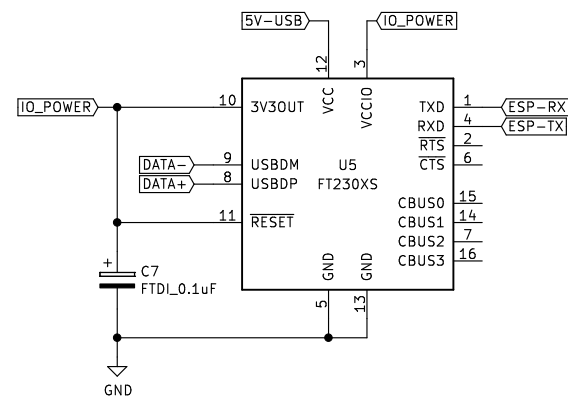 5V-USB
IO_POWER
12
3
VCC
VCCIO
IO_POWER
10
3V3OUT
TXD
1
ESP-RX
RXD
4
ESP-TX
RTS
2
CTS
6
DATA-
9
USBDM
DATA+
8
USBDP
U5
FT230XS
11
RESET
CBUS0
15
CBUS1
14
CBUS2
7
CBUS3
16
+
C7
FTDI_0.1uF
GND
GND
5
13
GND